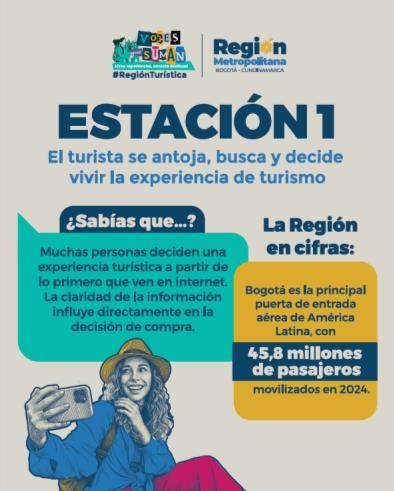 VOCES
QUE
SUMAN
#RegiónTurística
Región
Metropolitana
BOGOTÁ - CUNDINAMARCA
ESTACIÓN 1
El turista se antoja, busca y decide
vivir la experiencia de turismo
¿Sabías que...?
Muchas personas deciden una
experiencia turística a partir de
lo primero que ven en internet.
La claridad de la información
influye directamente en la
decisión de compra.
La Región
en cifras:
Bogotá es la principal
puerta de entrada
aérea de América
Latina, con
45,8 millones
de pasajeros
movilizados en 2024.